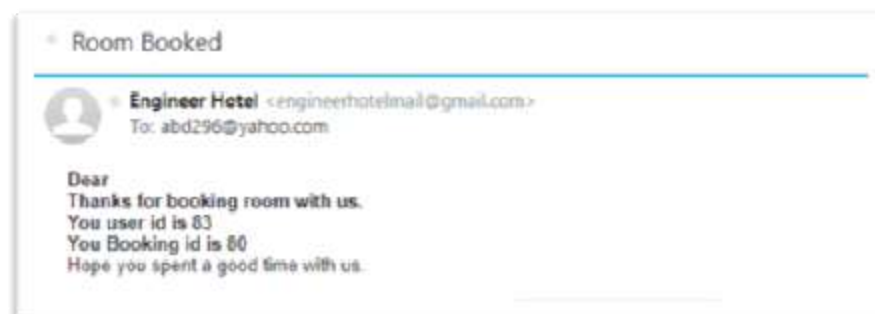 Room Booked
Engineer Hotel <engineerhotelmail@gmail.com>
To: abd296@yahoo.com
Dear
Thanks for booking room with us.
You user id is 83
You Booking id is 80
Hope you spent a good time with us.